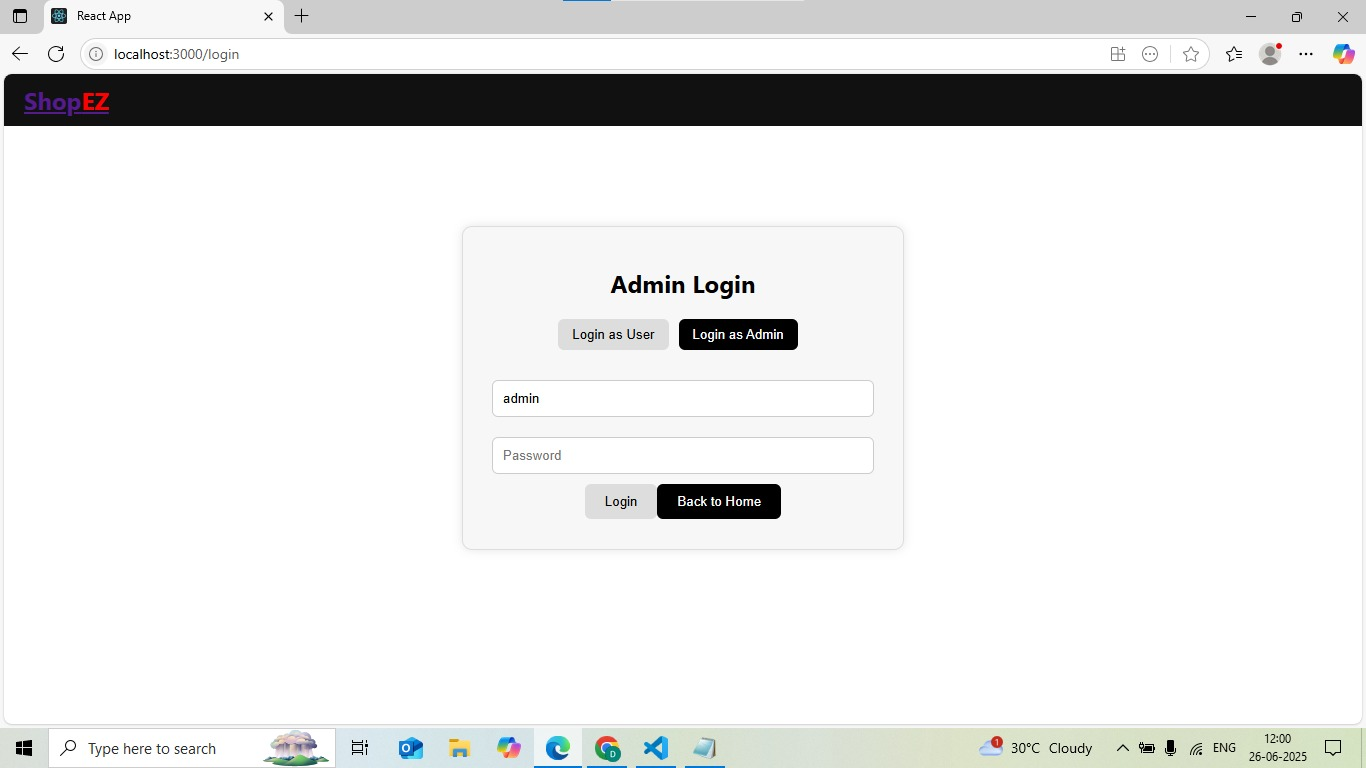 React App
localhost:3000/login
ShopEZ
Admin Login
Login as User
Login as Admin
admin
Password
Login
Back to Home
Type here to search
1
30°C Cloudy
ENG
12:00
26-06-2025